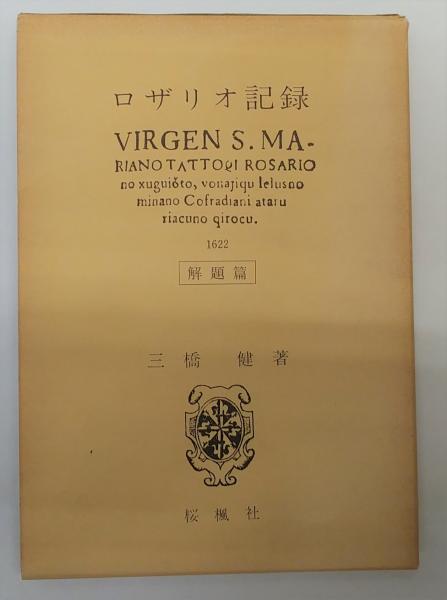 ロザリオ記録
VIRGEN S. MA-
RIANO TATTOQI ROSARIO
no xuguiǒto, vonajiqu Iesusno
minano Cofradiani ataru
riacuno qirocu.
1622
解題篇
三橋 健 著
桜楓社